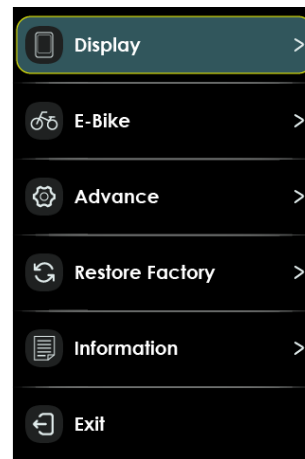 Display >
E-Bike >
Advance >
Restore Factory >
Information >
Exit